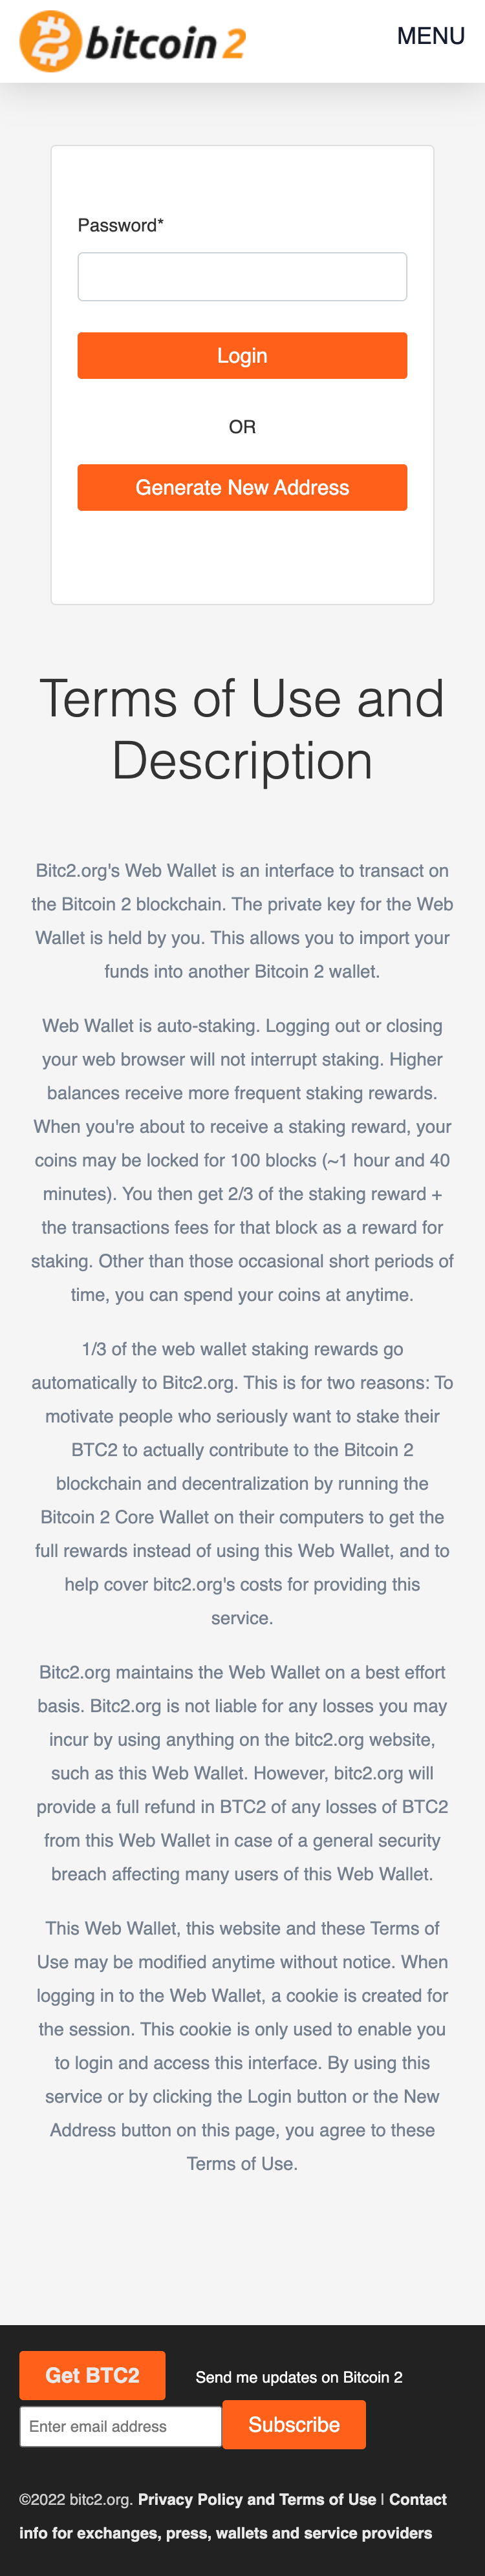 bitcoin 2
MENU
Password*
Login
OR
Generate New Address
Terms of Use and
Description
Bitc2.org's Web Wallet is an interface to transact on
the Bitcoin 2 blockchain. The private key for the Web
Wallet is held by you. This allows you to import your
funds into another Bitcoin 2 wallet.
Web Wallet is auto-staking. Logging out or closing
your web browser will not interrupt staking. Higher
balances receive more frequent staking rewards.
When you're about to receive a staking reward, your
coins may be locked for 100 blocks (~1 hour and 40
minutes). You then get 2/3 of the staking reward +
the transactions fees for that block as a reward for
staking. Other than those occasional short periods of
time, you can spend your coins at anytime.
1/3 of the web wallet staking rewards go
automatically to Bitc2.org. This is for two reasons: To
motivate people who seriously want to stake their
BTC2 to actually contribute to the Bitcoin 2
blockchain and decentralization by running the
Bitcoin 2 Core Wallet on their computers to get the
full rewards instead of using this Web Wallet, and to
help cover bitc2.org's costs for providing this
service.
Bitc2.org maintains the Web Wallet on a best effort
basis. Bitc2.org is not liable for any losses you may
incur by using anything on the bitc2.org website,
such as this Web Wallet. However, bitc2.org will
provide a full refund in BTC2 of any losses of BTC2
from this Web Wallet in case of a general security
breach affecting many users of this Web Wallet.
This Web Wallet, this website and these Terms of
Use may be modified anytime without notice. When
logging in to the Web Wallet, a cookie is created for
the session. This cookie is only used to enable you
to login and access this interface. By using this
service or by clicking the Login button or the New
Address button on this page, you agree to these
Terms of Use.
Get BTC2
Send me updates on Bitcoin 2
Enter email address
Subscribe
©2022 bitc2.org. Privacy Policy and Terms of Use | Contact
info for exchanges, press, wallets and service providers